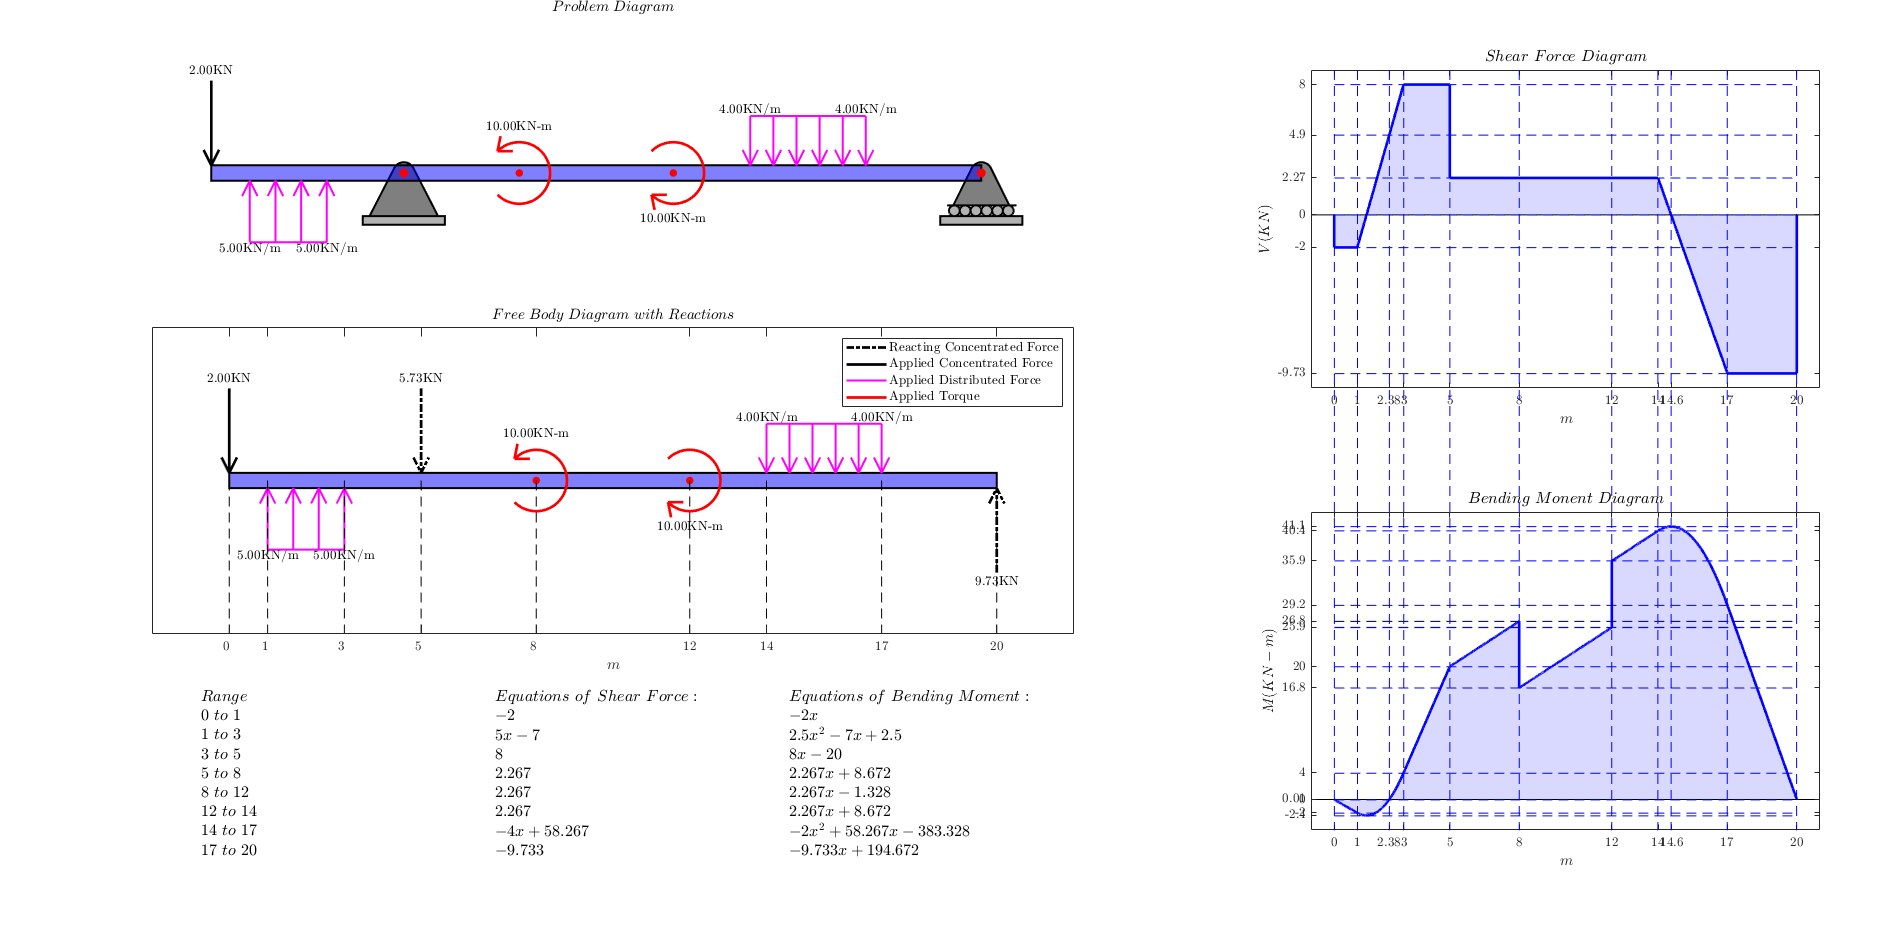 Problem Diagram
2.00KN
10.00KN-m
4.00KN/m 4.00KN/m
10.00KN-m
5.00KN/m 5.00KN/m
Free Body Diagram with Reactions
Reacting Concentrated Force
Applied Concentrated Force
Applied Distributed Force
Applied Torque
2.00KN 5.73KN
4.00KN/m 4.00KN/m
10.00KN-m
10.00KN-m
5.00KN/m 5.00KN/m
9.73KN
0 1 3 5 8 12 14 17 20
m
Range Equations of Shear Force : Equations of Bending Moment :
0 to 1 −2 −2x
1 to 3 5x − 7 2.5x² − 7x + 2.5
3 to 5 8 8x − 20
5 to 8 2.267 2.267x + 8.672
8 to 12 2.267 2.267x − 1.328
12 to 14 2.267 2.267x + 8.672
14 to 17 −4x + 58.267 −2x² + 58.267x − 383.328
17 to 20 −9.733 −9.733x + 194.672
Shear Force Diagram
8
4.9
2.27
0
-2
-9.73
V(KN)
0 1 2.38 3 5 8 12 14 14.6 17 20
m
Bending Monent Diagram
41.1
40.4
35.9
29.2
26.8
25.9
20
16.8
4
0
-2.4
M(KN − m)
0 1 2.38 3 5 8 12 14 14.6 17 20
m